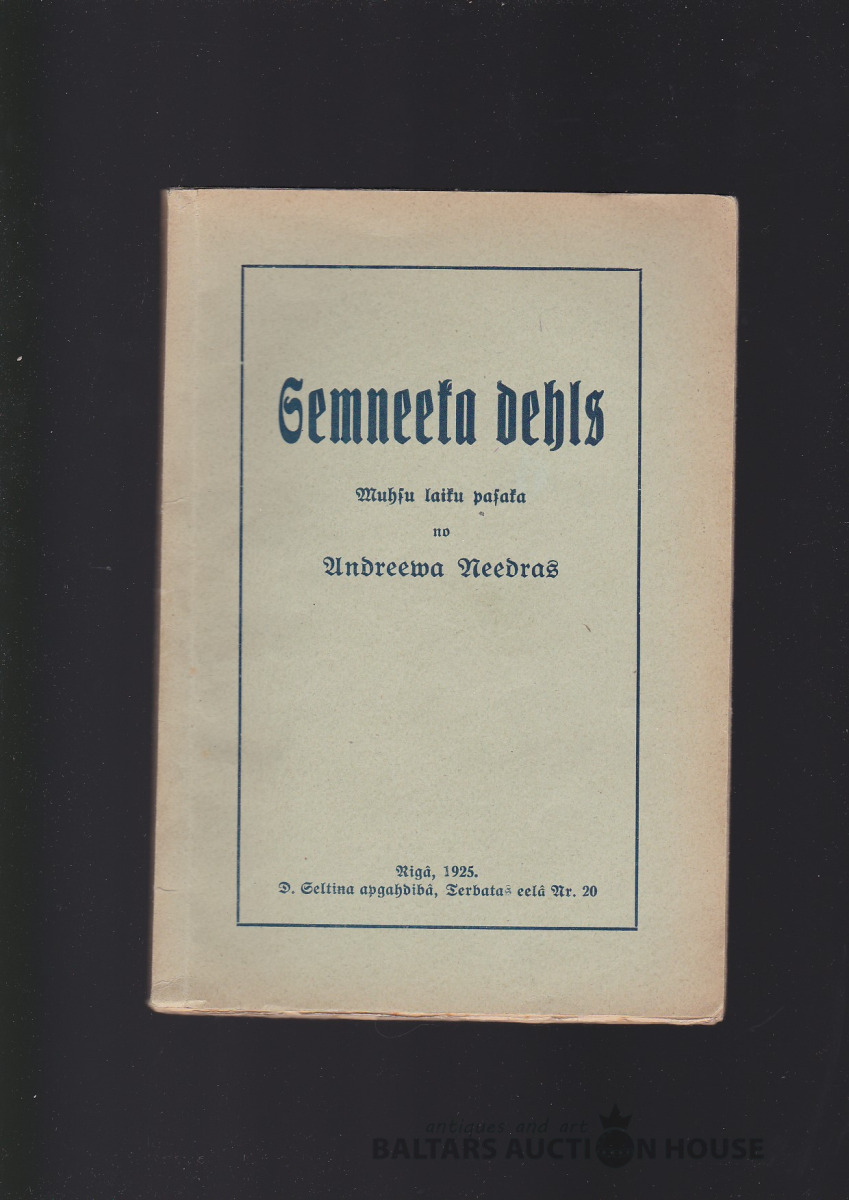 Semneeka dehls
Muhſu laiku paſaka
no
Andreewa Needras
Rigâ, 1925.
D. Seltina apgahdibâ, Terbatas eelâ Nr. 20
antiques and art
BALTARS AUCTION HOUSE